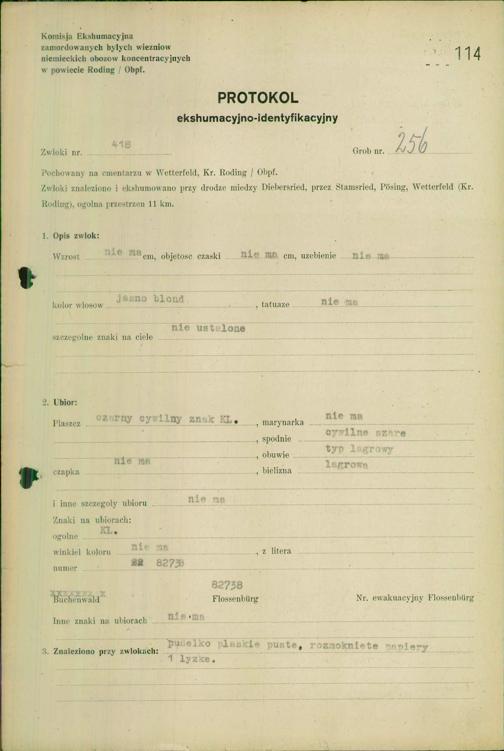 Komisja Ekshumacyjna
zamordowanych byłych wiezniow
niemieckich obozow koncentracyjnych
w powiecie Roding / Obpf.
114
PROTOKOL
ekshumacyjno-identyfikacyjny
Zwloki nr. 418 Grob nr. 256
Pochowany na cmentarzu w Wetterfeld, Kr. Roding / Obpf.
Zwloki znaleziono i ekshumowano przy drodze miedzy Diebersried, przez Stamsried, Pösing, Wetterfeld (Kr.
Roding), ogolna przestrzen 11 km.
1. Opis zwlok:
Wzrost nie ma cm, objetosc czaski nie ma cm, uzebienie nie ma
kolor wlosow jasno blond , tatuaze nie ma
szczegolne znaki na ciele nie ustalone
2. Ubior:
Plaszcz czarny cywilny znak KL. , marynarka nie ma
, spodnie cywilne szare
, obuwie typ lagrowy
czapka nie ma , bielizna lagrowa
i inne szczegoly ubioru nie ma
Znaki na ubiorach:
ogolne KL.
winkiel koloru nie ma , z litera
numer 82738
82738
Buchenwald Flossenbürg Nr. ewakuacyjny Flossenbürg
Inne znaki na ubiorach nie ma
3. Znaleziono przy zwlokach: pudelko plaskie puste, rozmokniete papiery
1 lyzke.